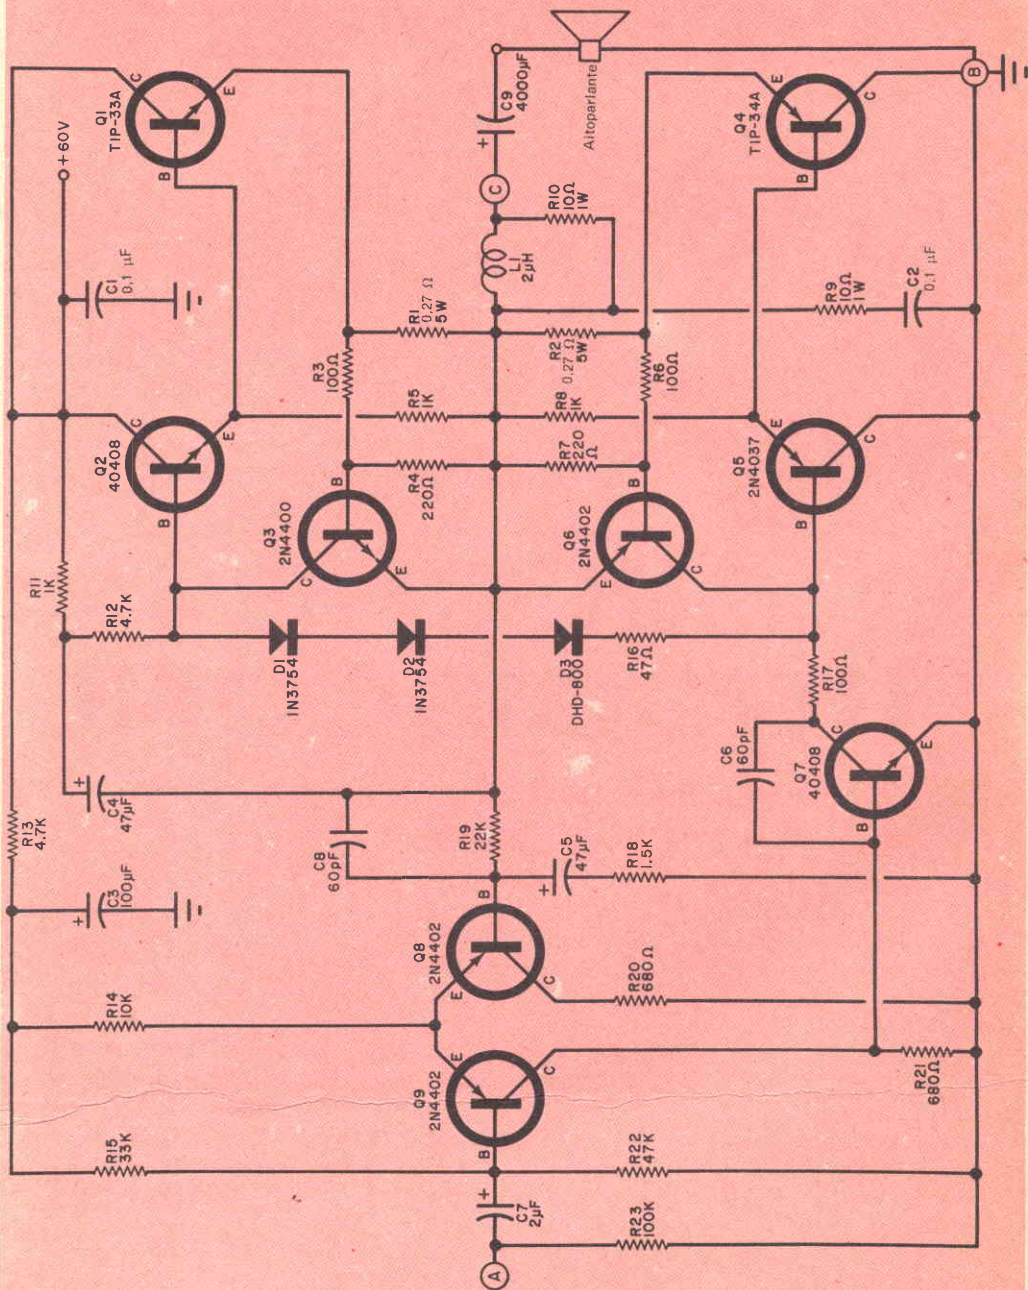 R15
33K
R14
10K
C3
100µF
+
R13
4.7K
C4
47µF
+
R11
1K
R12
4.7K
Q2
40408
B
C
E
C1
0.1 µF
+60V
Q1
TIP-33A
B
C
E
D1
1N3754
Q3
2N4400
B
C
E
R3
100Ω
C8
60pF
D2
1N3754
R4
220Ω
R5
1K
R1
0.27 Ω
5W
A
C7
2µF
+
Q9
2N4402
B
E
C
Q8
2N4402
B
E
C
R19
22K
C5
47µF
+
L1
2µH
C
C9
4000µF
+
R10
10Ω
1W
Altoparlante
D3
DHD-800
Q6
2N4402
B
E
C
R7
220
Ω
R8
1K
R2
0.27 Ω
5W
R23
100K
R22
47K
R20
680Ω
R18
1.5K
R16
47Ω
R6
100Ω
C6
60pF
Q7
40408
B
C
E
R17
100Ω
Q5
2N4037
B
E
C
R9
10Ω
1W
C2
0.1 µF
Q4
TIP-34A
B
E
C
R21
680Ω
B